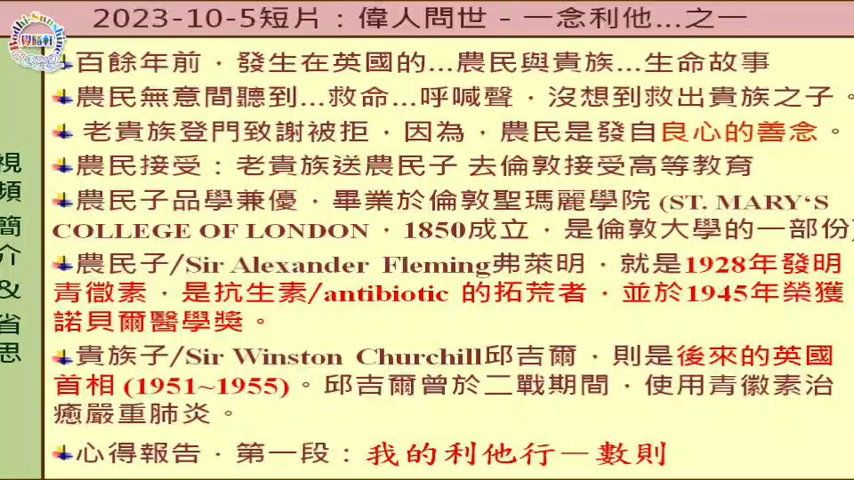 2023-10-5短片：偉人問世 - 一念利他...之一
百餘年前，發生在英國的...農民與貴族...生命故事
農民無意間聽到...救命...呼喊聲，沒想到救出貴族之子。
老貴族登門致謝被拒，因為，農民是發自良心的善念。
農民接受：老貴族送農民子 去倫敦接受高等教育
農民子品學兼優，畢業於倫敦聖瑪麗學院 (ST. MARY‘S
COLLEGE OF LONDON，1850成立，是倫敦大學的一部份)
農民子/Sir Alexander Fleming弗萊明，就是1928年發明
青黴素，是抗生素/antibiotic 的拓荒者，並於1945年榮獲
諾貝爾醫學獎。
貴族子/Sir Winston Churchill邱吉爾，則是後來的英國
首相 (1951~1955)。邱吉爾曾於二戰期間，使用青黴素治
癒嚴重肺炎。
心得報告，第一段：我的利他行一數則
視頻簡介&省思
Bodhi-Sunshine